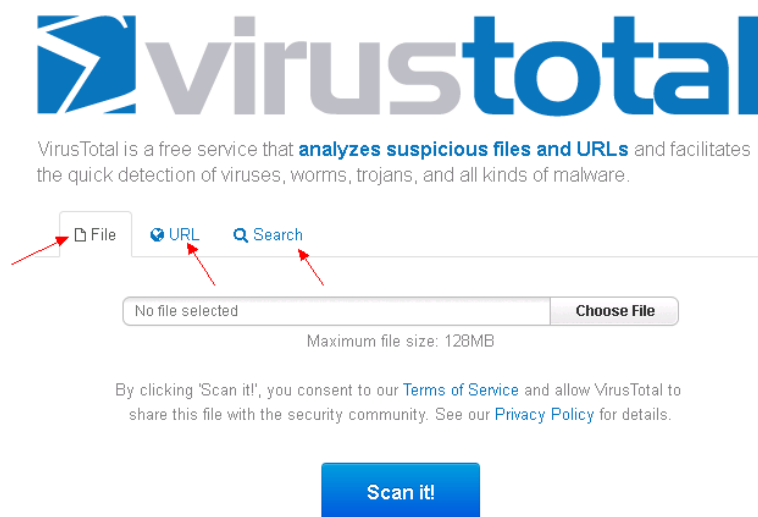 virustotal
VirusTotal is a free service that analyzes suspicious files and URLs and facilitates
the quick detection of viruses, worms, trojans, and all kinds of malware.
File URL Search
No file selected Choose File
Maximum file size: 128MB
By clicking 'Scan it!', you consent to our Terms of Service and allow VirusTotal to
share this file with the security community. See our Privacy Policy for details.
Scan it!